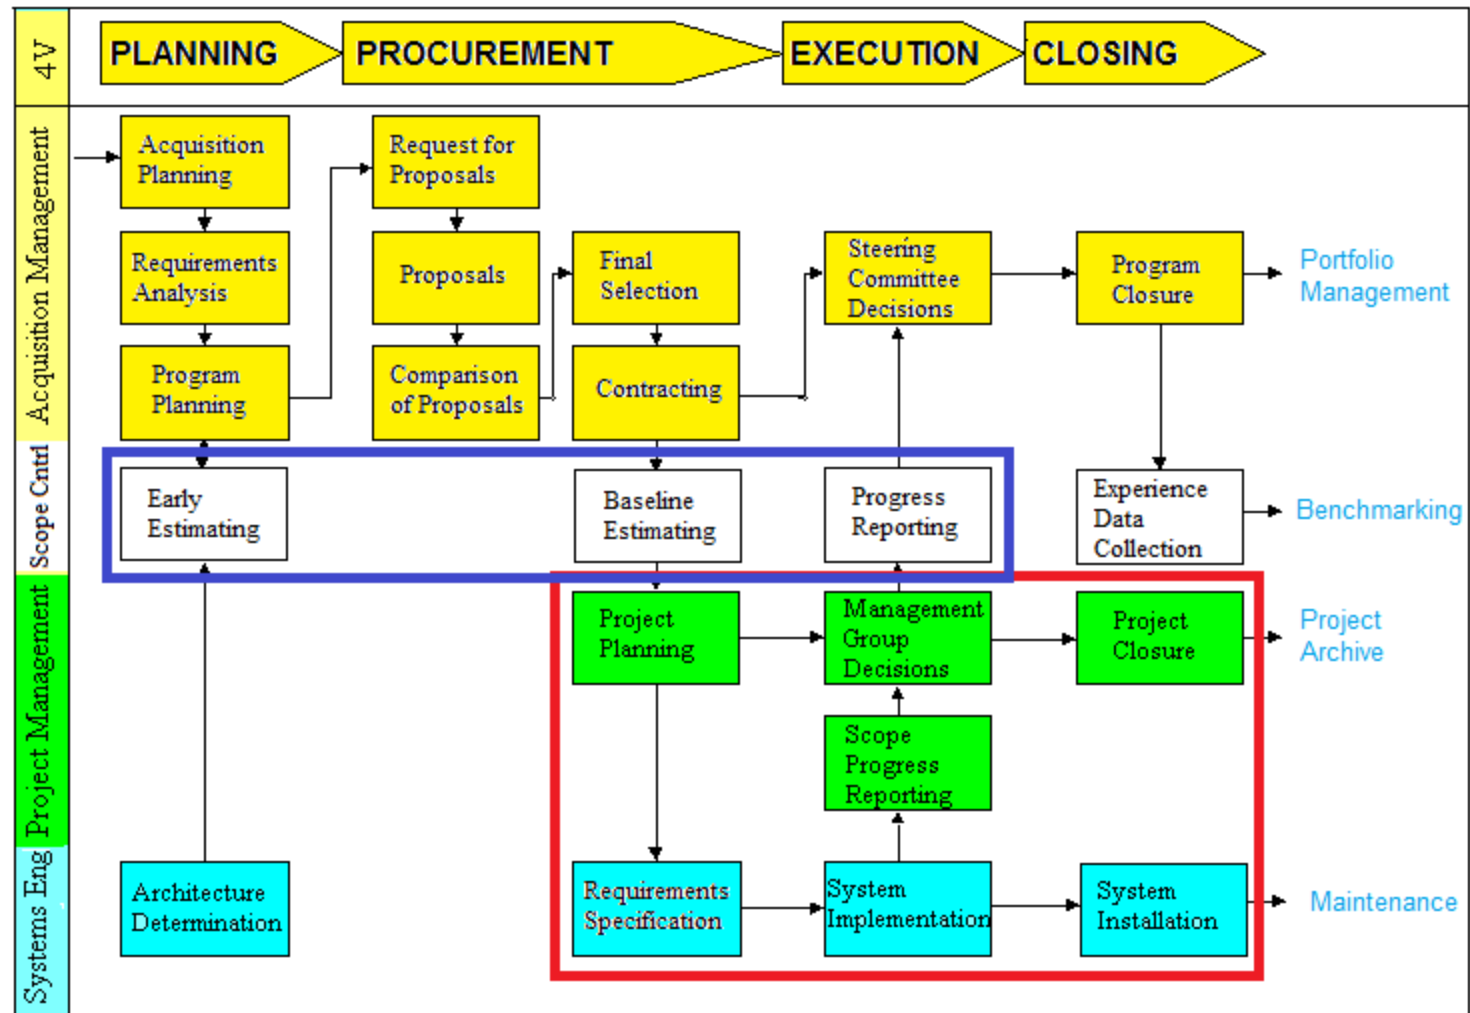 4V
PLANNING
PROCUREMENT
EXECUTION
CLOSING
Acquisition Management
Acquisition
Planning
Request for
Proposals
Requirements
Analysis
Proposals
Final
Selection
Steering
Committee
Decisions
Program
Closure
Portfolio
Management
Program
Planning
Comparison
of Proposals
Contracting
Scope Cntrl
Early
Estimating
Baseline
Estimating
Progress
Reporting
Experience
Data
Collection
Benchmarking
Project Management
Project
Planning
Management
Group
Decisions
Project
Closure
Project
Archive
Scope
Progress
Reporting
Systems Eng
Architecture
Determination
Requirements
Specification
System
Implementation
System
Installation
Maintenance